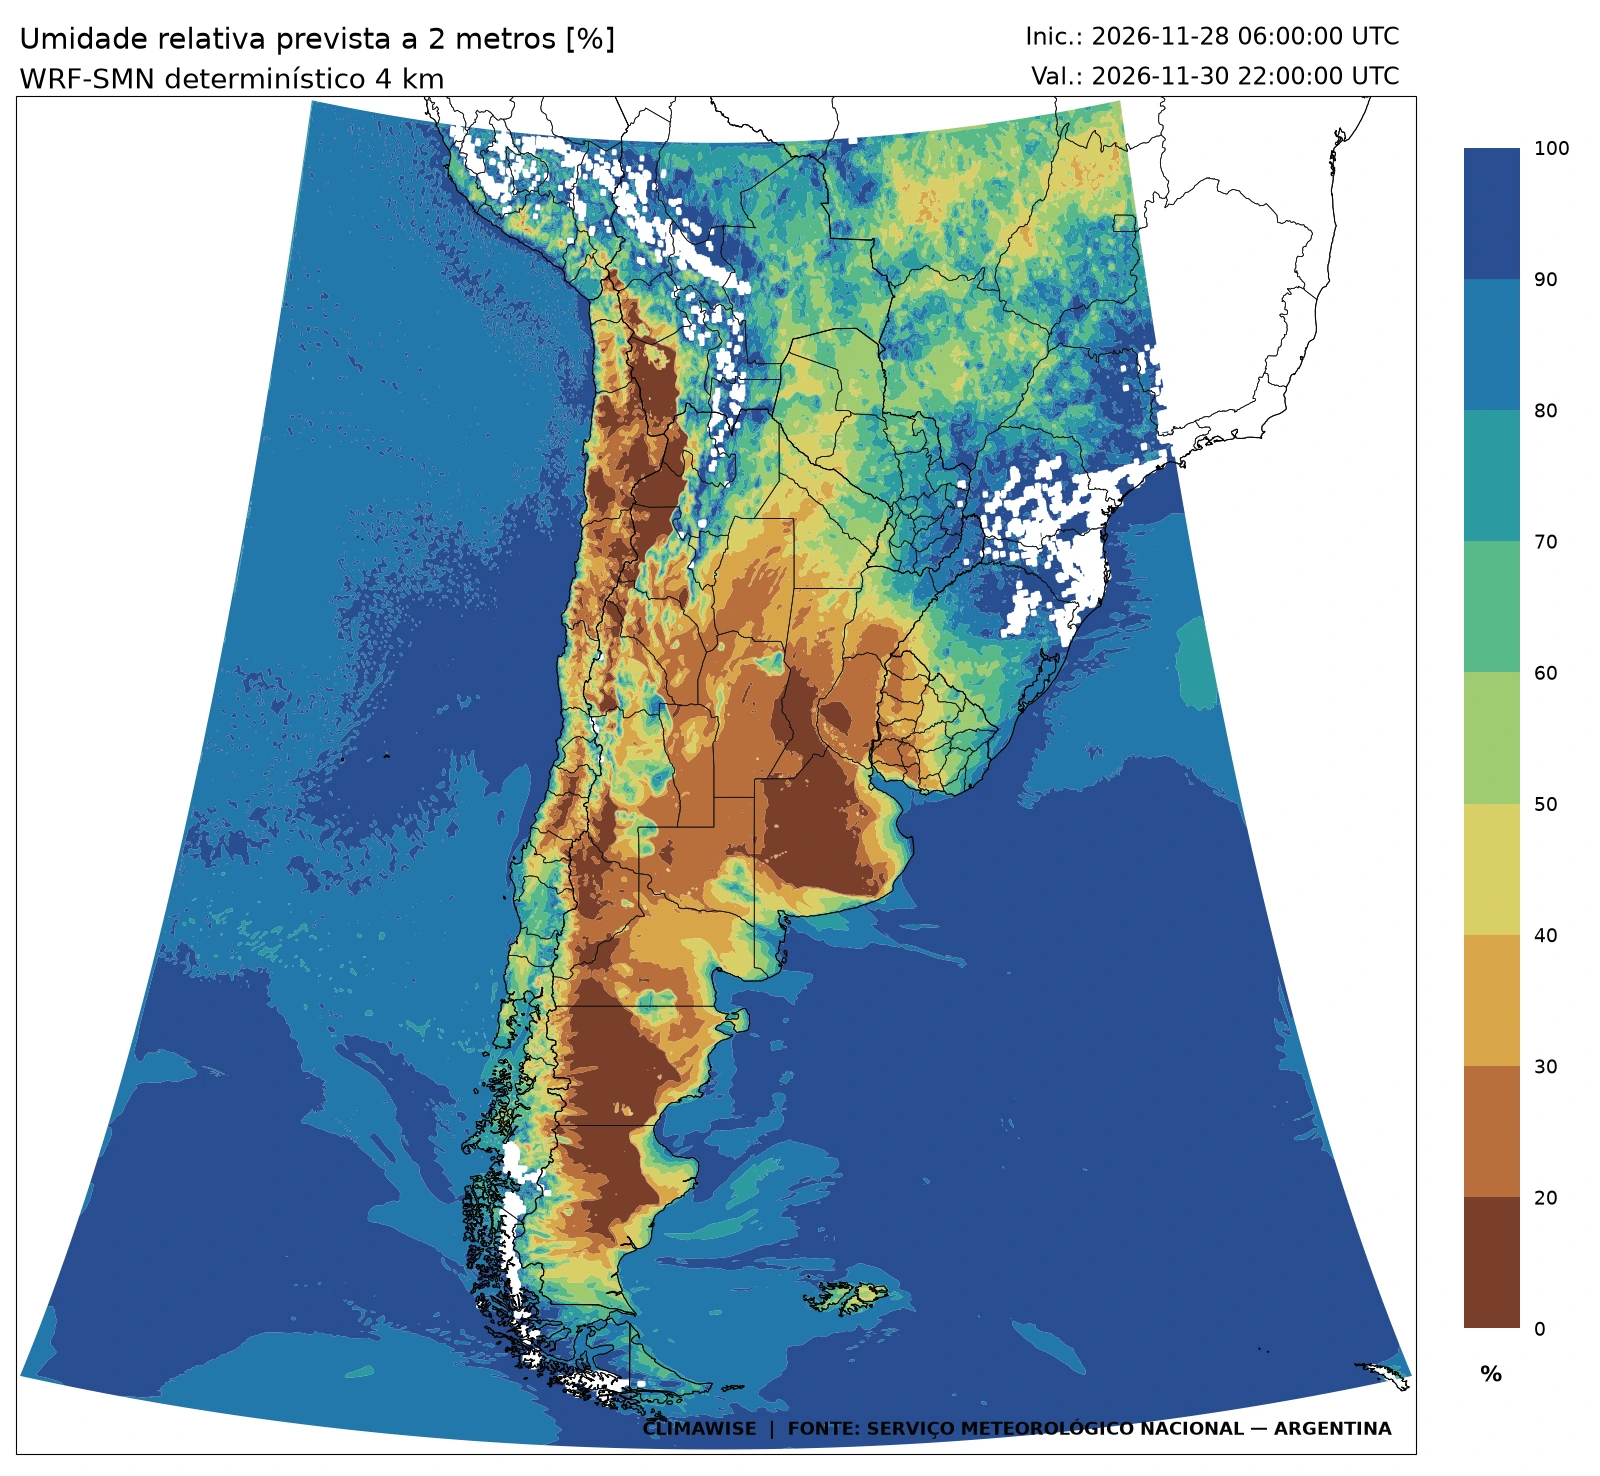 Umidade relativa prevista a 2 metros [%]
WRF-SMN determinístico 4 km
Inic.: 2026-11-28 06:00:00 UTC
Val.: 2026-11-30 22:00:00 UTC
100
90
80
70
60
50
40
30
20
0
%
CLIMAWISE | FONTE: SERVIÇO METEOROLÓGICO NACIONAL — ARGENTINA